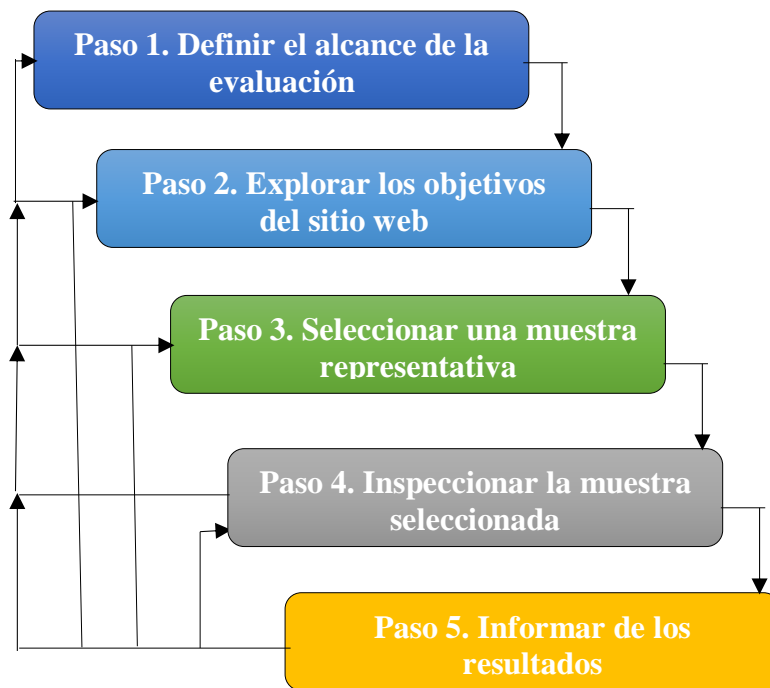 Paso 1. Definir el alcance de la
evaluación
Paso 2. Explorar los objetivos
del sitio web
Paso 3. Seleccionar una muestra
representativa
Paso 4. Inspeccionar la muestra
seleccionada
Paso 5. Informar de los
resultados